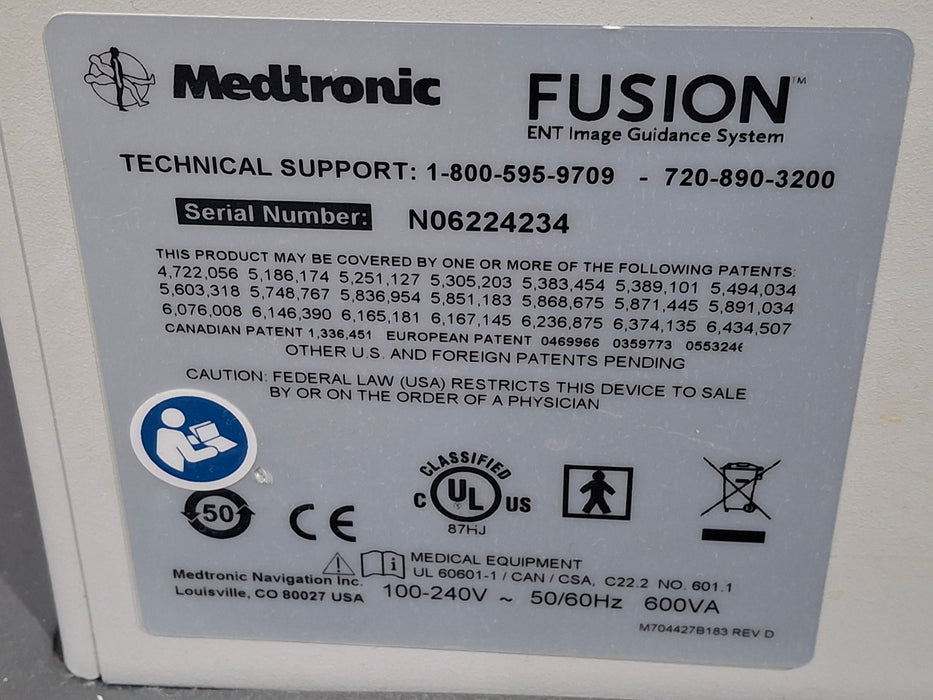 Medtronic
FUSION™
ENT Image Guidance System
TECHNICAL SUPPORT: 1-800-595-9709 - 720-890-3200
Serial Number: N06224234
THIS PRODUCT MAY BE COVERED BY ONE OR MORE OF THE FOLLOWING PATENTS:
4,722,056 5,186,174 5,251,127 5,305,203 5,383,454 5,389,101 5,494,034
5,603,318 5,748,767 5,836,954 5,851,183 5,868,675 5,871,445 5,891,034
6,076,008 6,146,390 6,165,181 6,167,145 6,236,875 6,374,135 6,434,507
CANADIAN PATENT 1,336,451 EUROPEAN PATENT 0469966 0359773 0553246
OTHER U.S. AND FOREIGN PATENTS PENDING
CAUTION: FEDERAL LAW (USA) RESTRICTS THIS DEVICE TO SALE
BY OR ON THE ORDER OF A PHYSICIAN
50
CE
CLASSIFIED
C UL US
87HJ
i
MEDICAL EQUIPMENT
UL 60601-1 / CAN / CSA, C22.2 NO. 601.1
Medtronic Navigation Inc.
Louisville, CO 80027 USA
100-240V ~ 50/60Hz 600VA
M704427B183 REV D